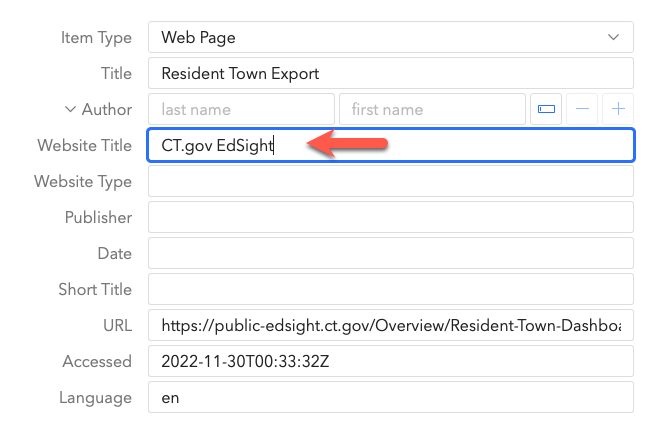 Item Type Web Page
Title Resident Town Export
Author last name first name
Website Title CT.gov EdSight
Website Type
Publisher
Date
Short Title
URL https://public-edsight.ct.gov/Overview/Resident-Town-Dashboa
Accessed 2022-11-30T00:33:32Z
Language en